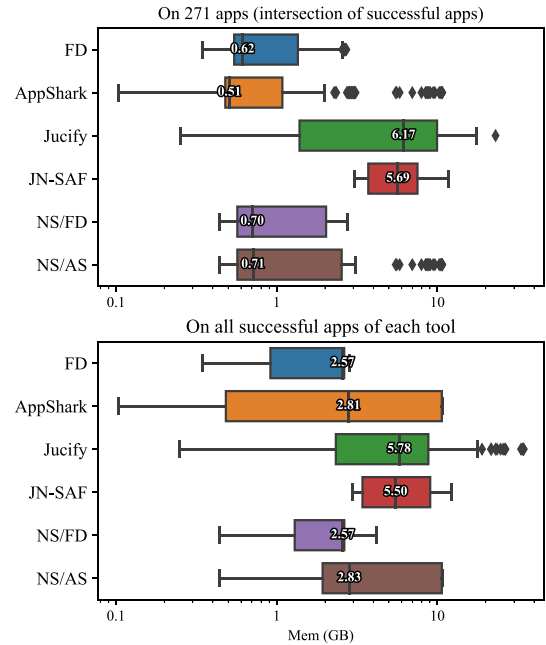 On 271 apps (intersection of successful apps)
FD
0.62
AppShark
0.51
Jucify
6.17
JN-SAF
5.69
NS/FD
0.70
NS/AS
0.71
0.1 1 10
On all successful apps of each tool
FD
2.57
AppShark
2.81
Jucify
5.78
JN-SAF
5.50
NS/FD
2.57
NS/AS
2.83
0.1 1 10
Mem (GB)